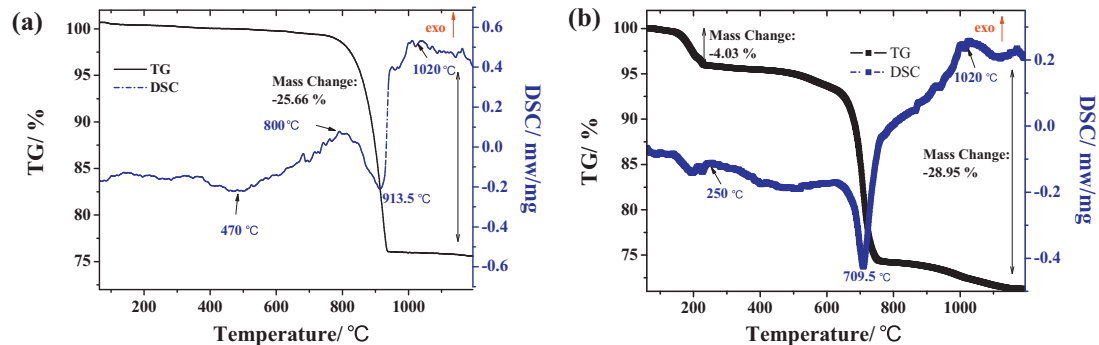 (a)
exo
TG
DSC
Mass Change:
-25.66 %
800 ℃
1020 ℃
913.5 ℃
470 ℃
100
95
90
85
80
75
TG/ %
0.6
0.4
0.2
0.0
-0.2
-0.4
-0.6
DSC/ mw/mg
200
400
600
800
1000
Temperature/ ℃
(b)
exo
Mass Change:
-4.03 %
TG
DSC
1020 ℃
Mass Change:
-28.95 %
250 ℃
709.5 ℃
100
95
90
85
80
75
TG/ %
0.2
0.0
-0.2
-0.4
DSC/ mw/mg
200
400
600
800
1000
Temperature/ ℃